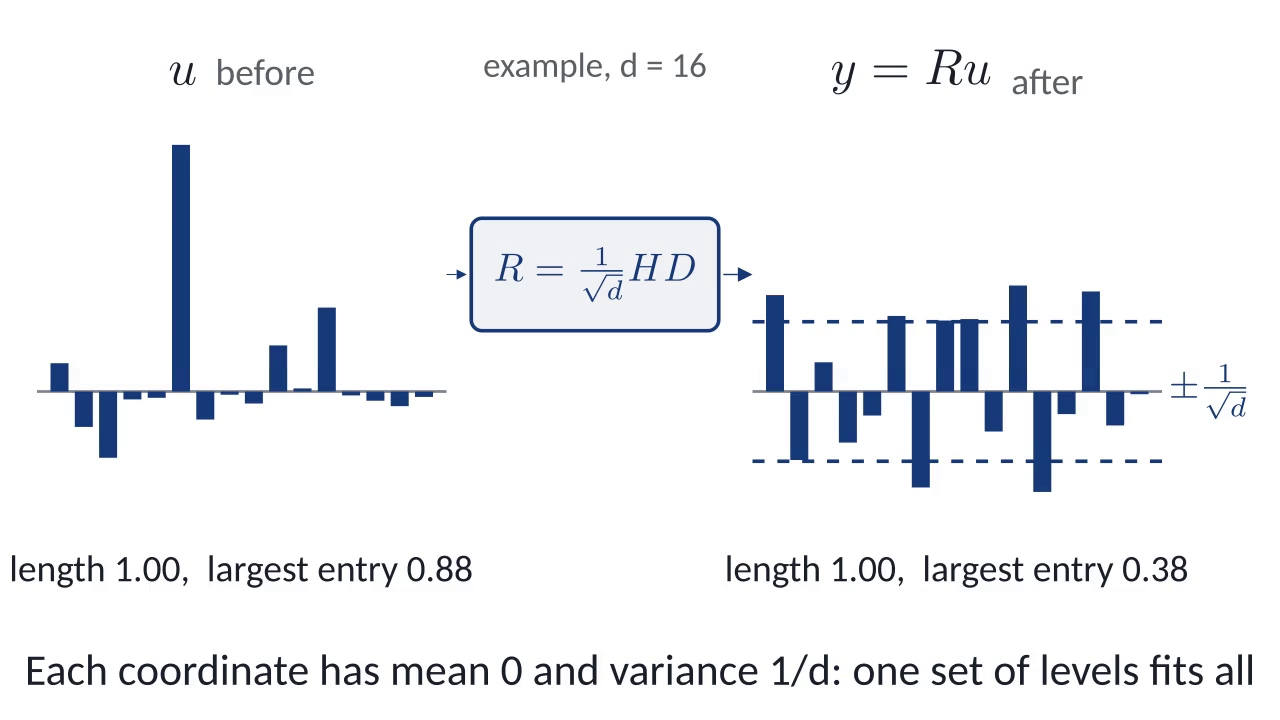 u before
example, d = 16
y = Ru after
R = 1/√d HD
± 1/√d
length 1.00, largest entry 0.88
length 1.00, largest entry 0.38
Each coordinate has mean 0 and variance 1/d: one set of levels fits all